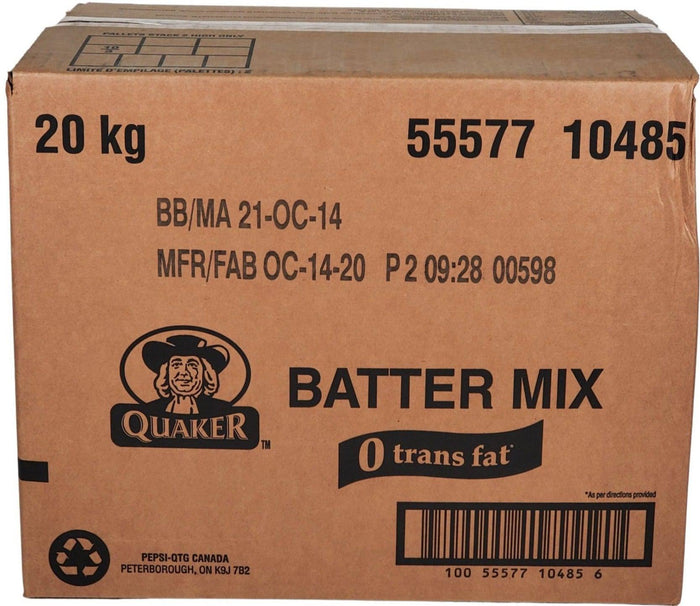 PALLETS STACK 2 HIGH ONLY
LIMITE D'EMPILAGE (PALETTES) : 2
20 kg
55577 10485
BB/MA 21-OC-14
MFR/FAB OC-14-20 P 2 09:28 00598
QUAKER TM
BATTER MIX
0 trans fat*
*As per directions provided
PEPSI-QTG CANADA
PETERBOROUGH, ON K9J 7B2
100 55577 10485 6